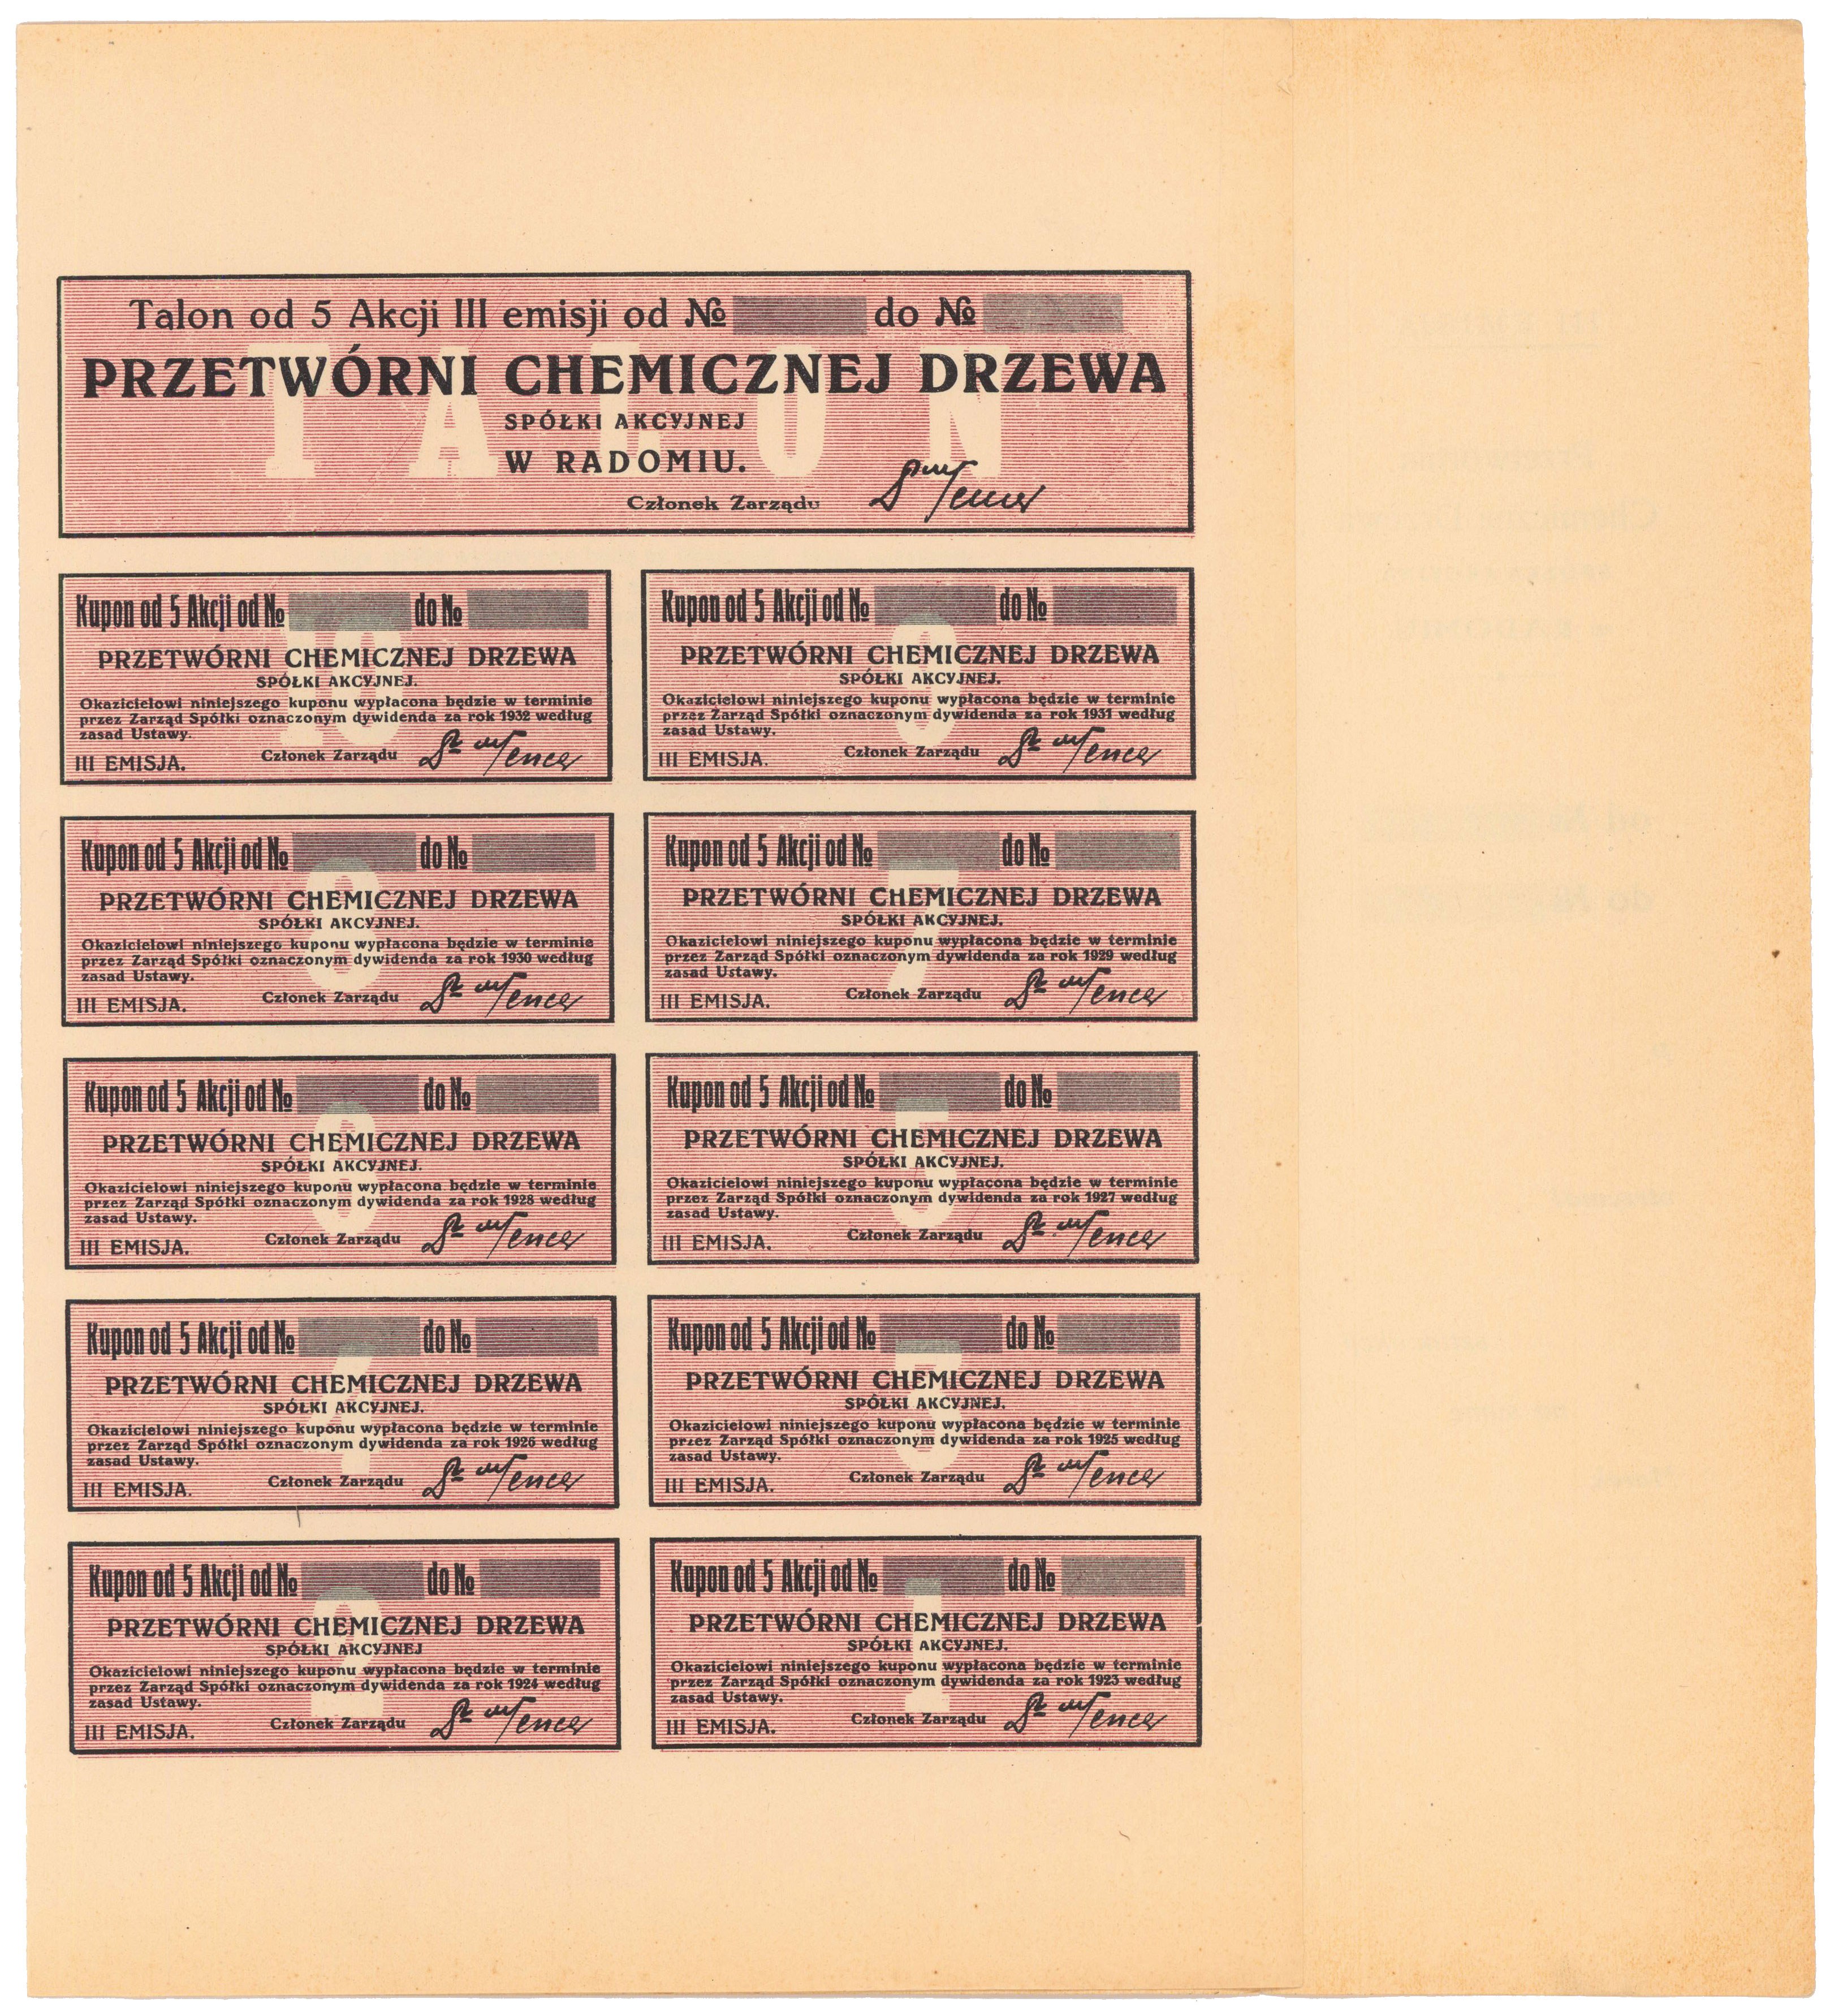 Talon od 5 Akcji III emisji od № do №
TALON
PRZETWÓRNI CHEMICZNEJ DRZEWA
SPÓŁKI AKCYJNEJ
W RADOMIU.
Członek Zarządu
Kupon od 5 Akcji od № do №
10
PRZETWÓRNI CHEMICZNEJ DRZEWA
SPÓŁKI AKCYJNEJ.
Okazicielowi niniejszego kuponu wypłacona będzie w terminie
przez Zarząd Spółki oznaczonym dywidenda za rok 1932 według
zasad Ustawy.
III EMISJA. Członek Zarządu
Kupon od 5 Akcji od № do №
9
PRZETWÓRNI CHEMICZNEJ DRZEWA
SPÓŁKI AKCYJNEJ.
Okazicielowi niniejszego kuponu wypłacona będzie w terminie
przez Zarząd Spółki oznaczonym dywidenda za rok 1931 według
zasad Ustawy.
III EMISJA. Członek Zarządu
Kupon od 5 Akcji od № do №
8
PRZETWÓRNI CHEMICZNEJ DRZEWA
SPÓŁKI AKCYJNEJ.
Okazicielowi niniejszego kuponu wypłacona będzie w terminie
przez Zarząd Spółki oznaczonym dywidenda za rok 1930 według
zasad Ustawy.
III EMISJA. Członek Zarządu
Kupon od 5 Akcji od № do №
7
PRZETWÓRNI CHEMICZNEJ DRZEWA
SPÓŁKI AKCYJNEJ.
Okazicielowi niniejszego kuponu wypłacona będzie w terminie
przez Zarząd Spółki oznaczonym dywidenda za rok 1929 według
zasad Ustawy.
III EMISJA. Członek Zarządu
Kupon od 5 Akcji od № do №
6
PRZETWÓRNI CHEMICZNEJ DRZEWA
SPÓŁKI AKCYJNEJ.
Okazicielowi niniejszego kuponu wypłacona będzie w terminie
przez Zarząd Spółki oznaczonym dywidenda za rok 1928 według
zasad Ustawy.
III EMISJA. Członek Zarządu
Kupon od 5 Akcji od № do №
5
PRZETWÓRNI CHEMICZNEJ DRZEWA
SPÓŁKI AKCYJNEJ.
Okazicielowi niniejszego kuponu wypłacona będzie w terminie
przez Zarząd Spółki oznaczonym dywidenda za rok 1927 według
zasad Ustawy.
III EMISJA. Członek Zarządu
Kupon od 5 Akcji od № do №
4
PRZETWÓRNI CHEMICZNEJ DRZEWA
SPÓŁKI AKCYJNEJ.
Okazicielowi niniejszego kuponu wypłacona będzie w terminie
przez Zarząd Spółki oznaczonym dywidenda za rok 1926 według
zasad Ustawy.
III EMISJA. Członek Zarządu
Kupon od 5 Akcji od № do №
3
PRZETWÓRNI CHEMICZNEJ DRZEWA
SPÓŁKI AKCYJNEJ.
Okazicielowi niniejszego kuponu wypłacona będzie w terminie
przez Zarząd Spółki oznaczonym dywidenda za rok 1925 według
zasad Ustawy.
III EMISJA. Członek Zarządu
Kupon od 5 Akcji od № do №
2
PRZETWÓRNI CHEMICZNEJ DRZEWA
SPÓŁKI AKCYJNEJ
Okazicielowi niniejszego kuponu wypłacona będzie w terminie
przez Zarząd Spółki oznaczonym dywidenda za rok 1924 według
zasad Ustawy.
III EMISJA. Członek Zarządu
Kupon od 5 Akcji od № do №
1
PRZETWÓRNI CHEMICZNEJ DRZEWA
SPÓŁKI AKCYJNEJ.
Okazicielowi niniejszego kuponu wypłacona będzie w terminie
przez Zarząd Spółki oznaczonym dywidenda za rok 1923 według
zasad Ustawy.
III EMISJA. Członek Zarządu